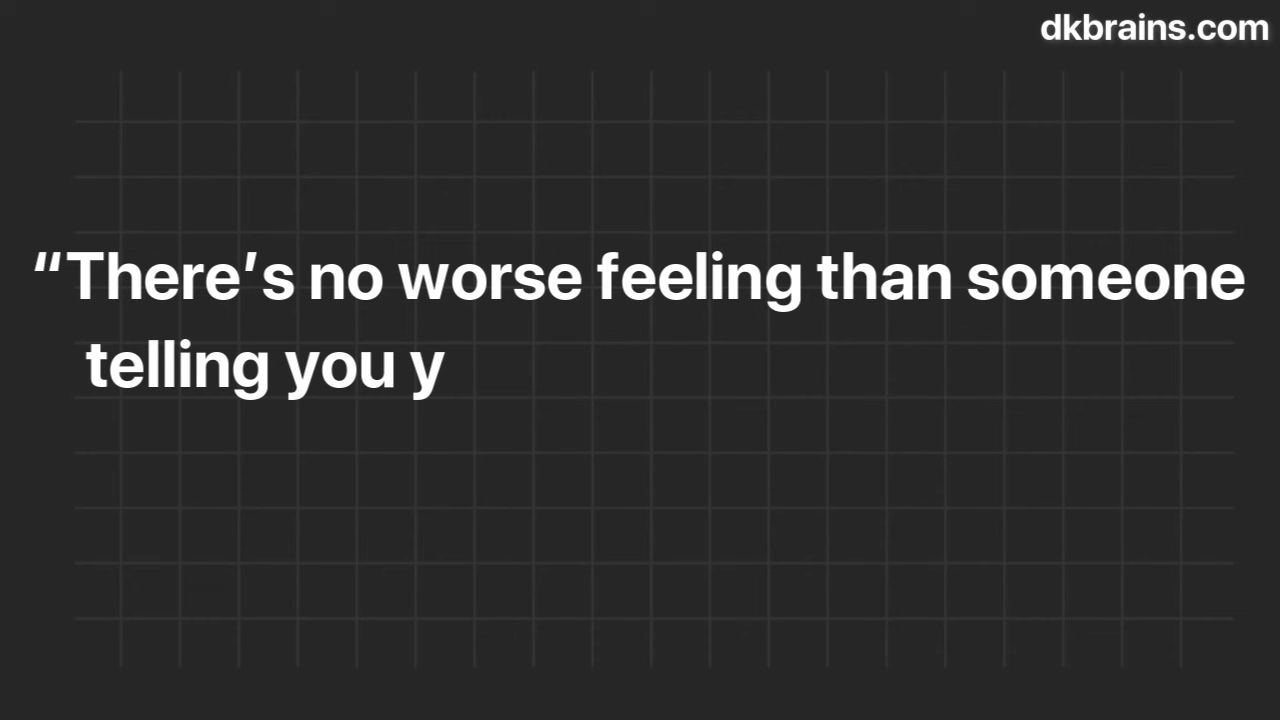 dkbrains.com
“There’s no worse feeling than someone
telling you y